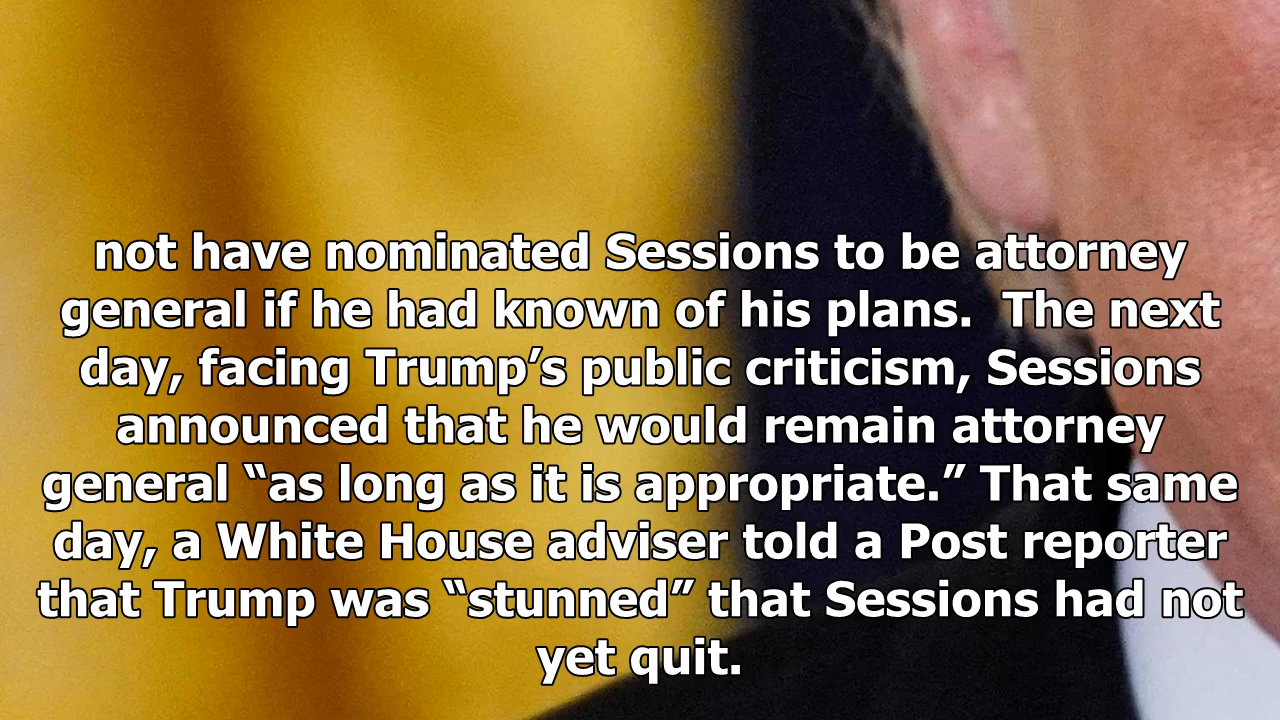 not have nominated Sessions to be attorney
general if he had known of his plans.  The next
day, facing Trump’s public criticism, Sessions
announced that he would remain attorney
general “as long as it is appropriate.” That same
day, a White House adviser told a Post reporter
that Trump was “stunned” that Sessions had not
yet quit.